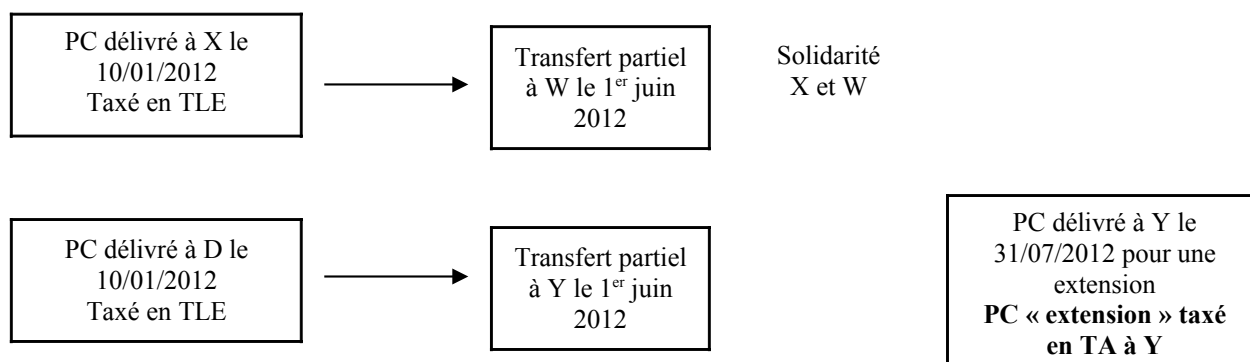 PC délivré à X le
10/01/2012
Taxé en TLE
Transfert partiel
à W le 1er juin
2012
Solidarité
X et W
PC délivré à D le
10/01/2012
Taxé en TLE
Transfert partiel
à Y le 1er juin
2012
PC délivré à Y le
31/07/2012 pour une
extension
PC « extension » taxé
en TA à Y